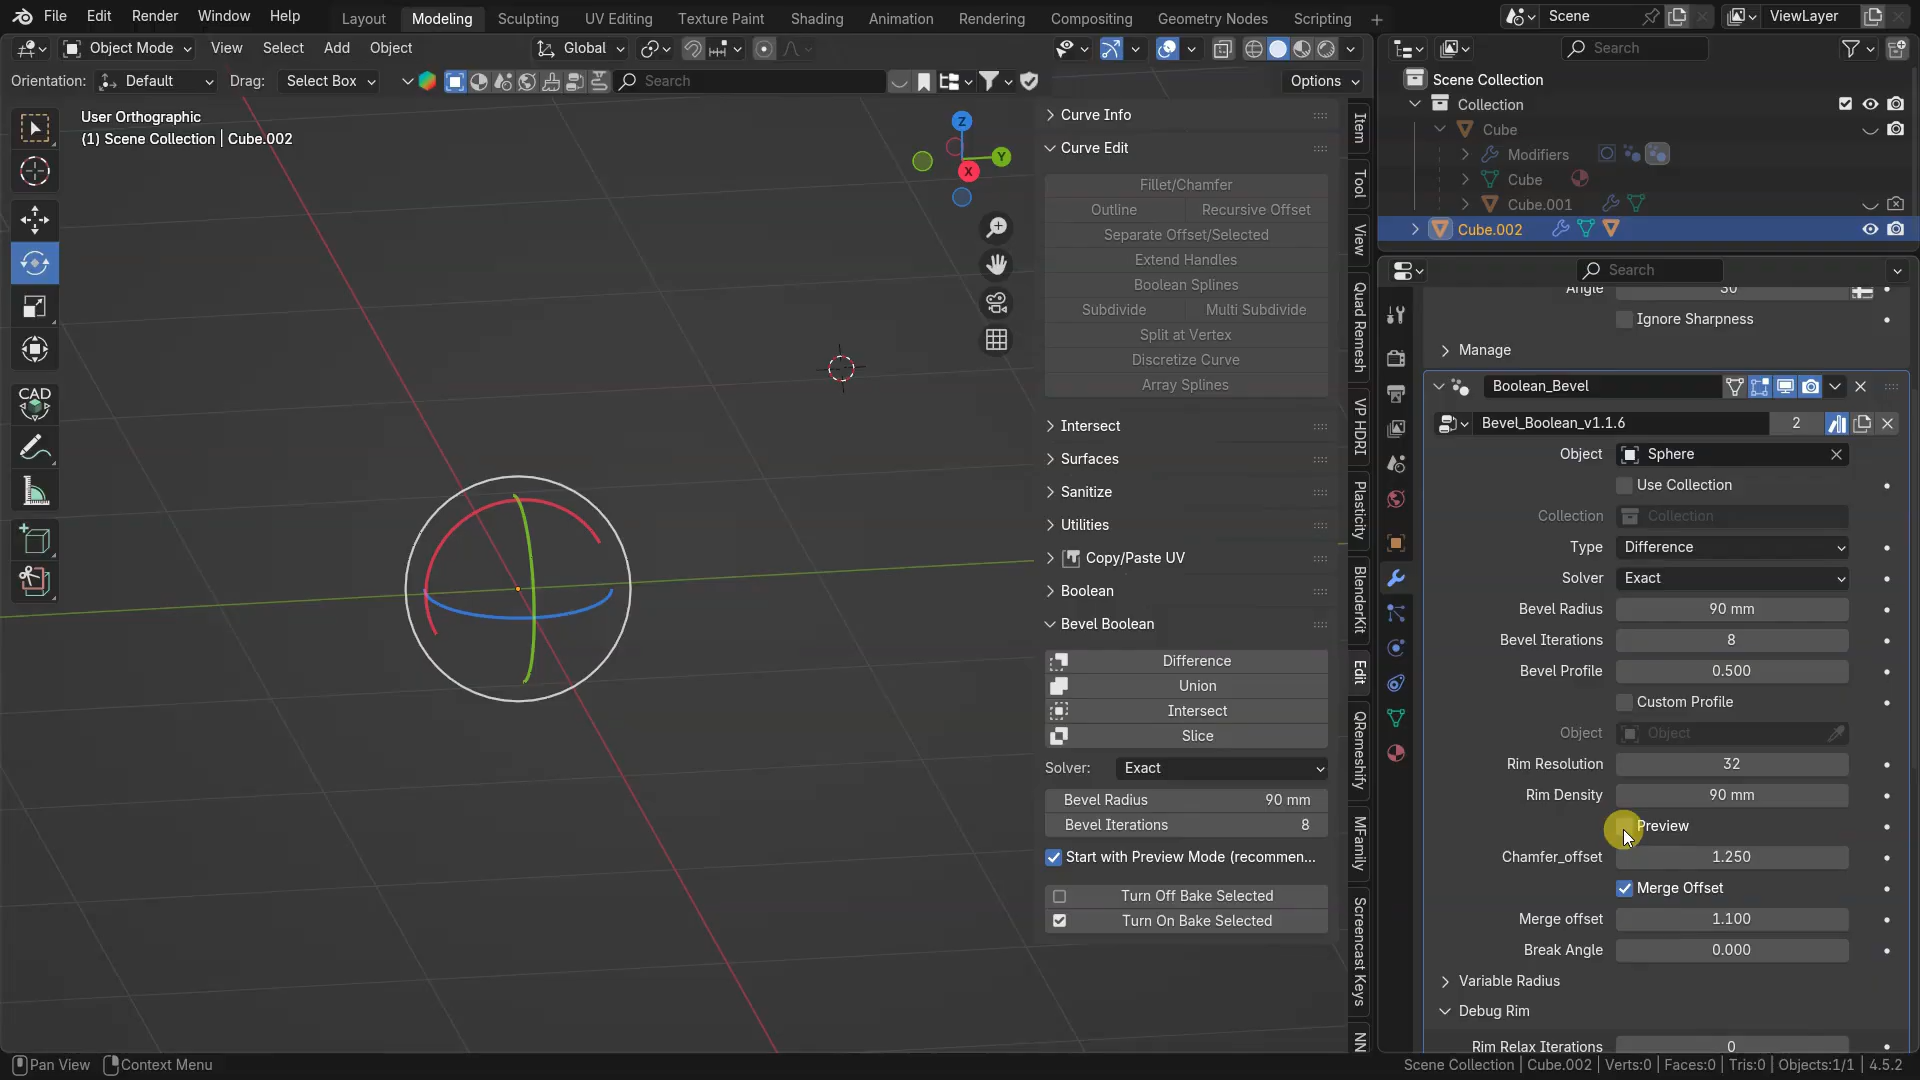 File Edit Render Window Help Layout Modeling Sculpting UV Editing Texture Paint Shading Animation Rendering Compositing Geometry Nodes Scripting + Scene ViewLayer
Object Mode View Select Add Object Global Search
Orientation: Default Drag: Select Box Search Options
User Orthographic
(1) Scene Collection | Cube.002
Z
Y
X
CAD
Curve Info
Curve Edit
Fillet/Chamfer
Outline Recursive Offset
Separate Offset/Selected
Extend Handles
Boolean Splines
Subdivide Multi Subdivide
Split at Vertex
Discretize Curve
Array Splines
Intersect
Surfaces
Sanitize
Utilities
Copy/Paste UV
Boolean
Bevel Boolean
Difference
Union
Intersect
Slice
Solver: Exact
Bevel Radius 90 mm
Bevel Iterations 8
Start with Preview Mode (recommen...
Turn Off Bake Selected
Turn On Bake Selected
Item
Tool
View
Quad Remesh
VP HDRI
Plasticity
BlenderKit
Edit
QRemeshify
MFamily
Screencast Keys
NN
Scene Collection
Collection
Cube
Modifiers
Cube
Cube.001
Cube.002
Search
Angle 30
Ignore Sharpness
Manage
Boolean_Bevel
Bevel_Boolean_v1.1.6 2
Object Sphere
Use Collection
Collection Collection
Type Difference
Solver Exact
Bevel Radius 90 mm
Bevel Iterations 8
Bevel Profile 0.500
Custom Profile
Object Object
Rim Resolution 32
Rim Density 90 mm
Preview
Chamfer_offset 1.250
Merge Offset
Merge offset 1.100
Break Angle 0.000
Variable Radius
Debug Rim
Rim Relax Iterations 0
Pan View Context Menu
Scene Collection | Cube.002 | Verts:0 | Faces:0 | Tris:0 | Objects:1/1 | 4.5.2